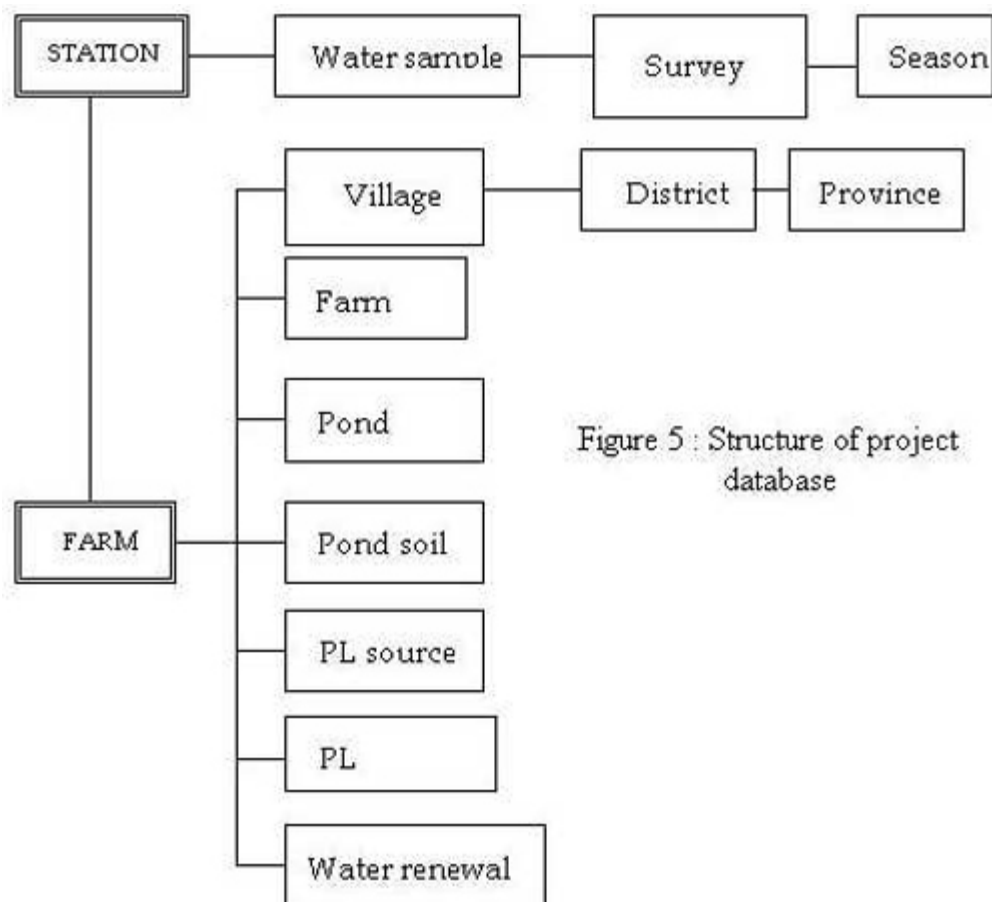 STATION
Water sample
Survey
Season
Village
District
Province
Farm
Pond
Figure 5 : Structure of project
database
FARM
Pond soil
PL source
PL
Water renewal